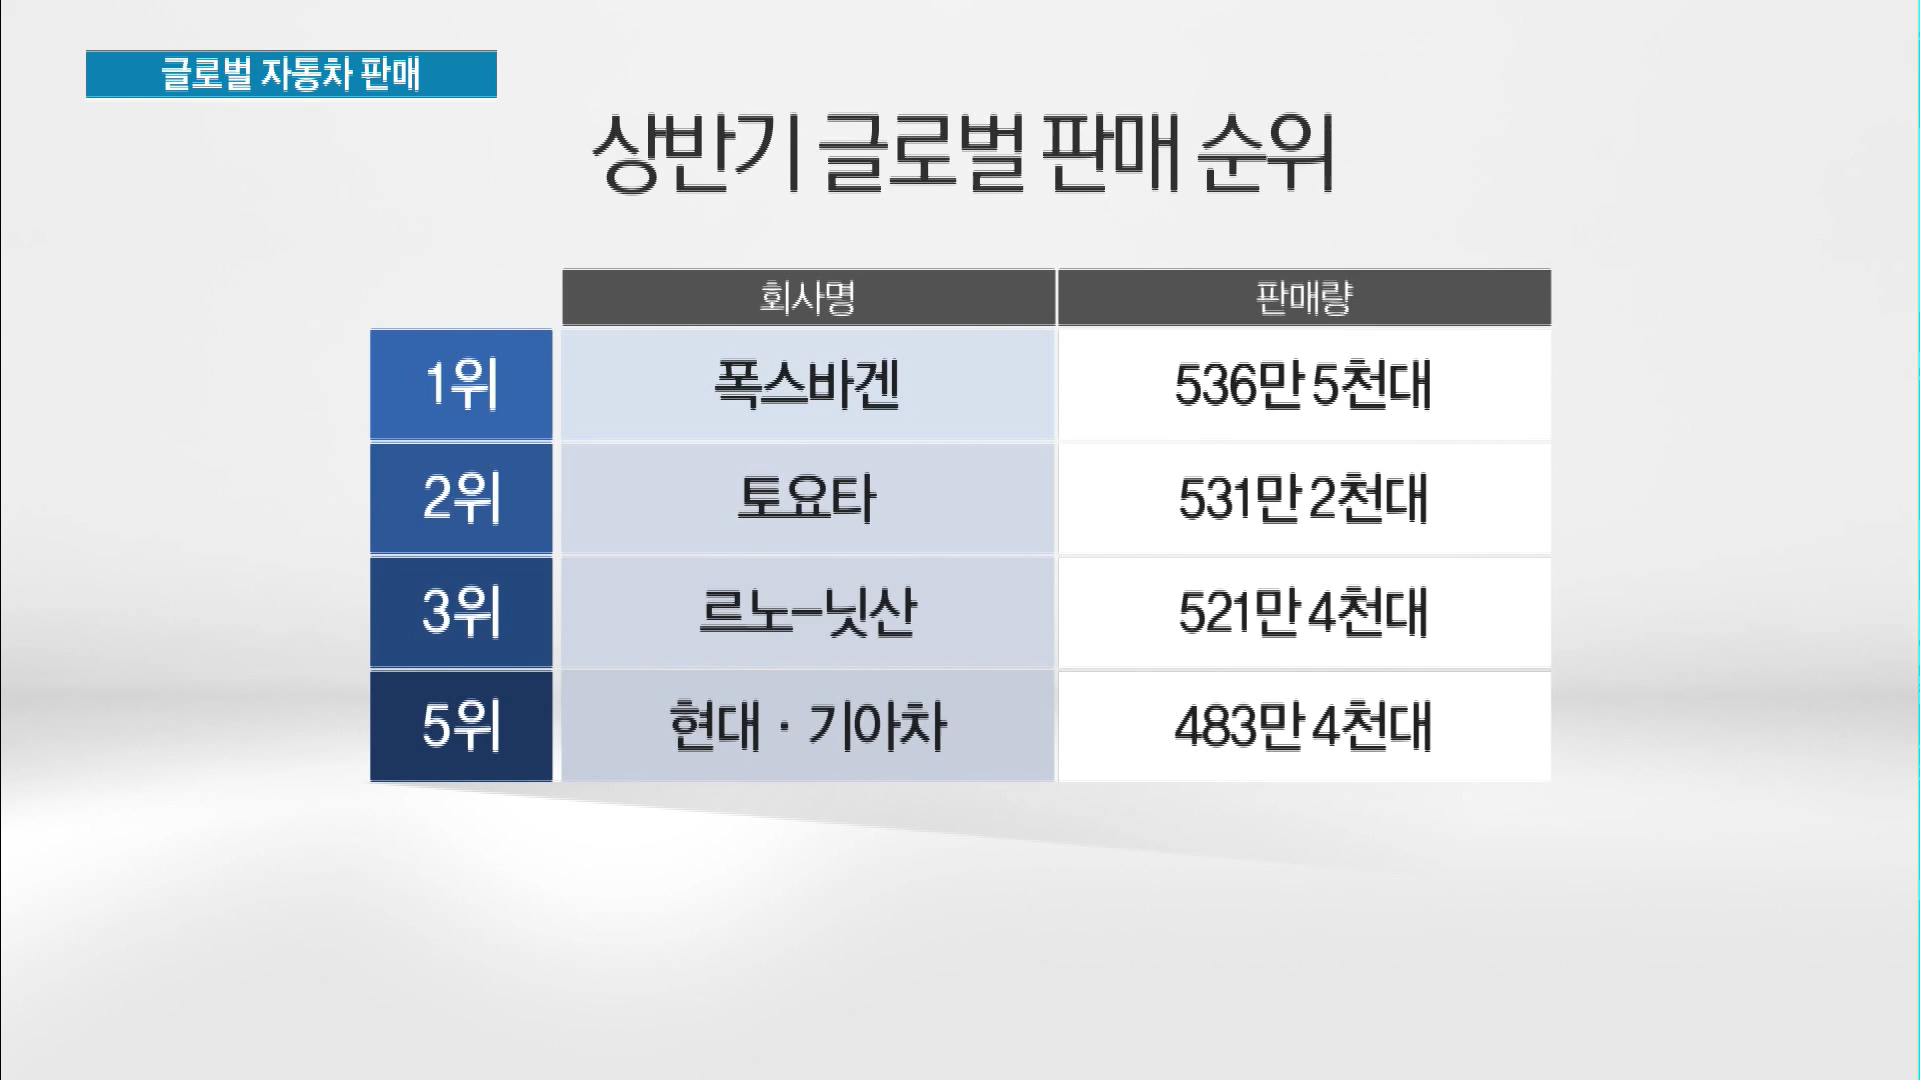 글로벌 자동차 판매
상반기 글로벌 판매 순위
회사명 판매량
1위 폭스바겐 536만 5천대
2위 토요타 531만 2천대
3위 르노-닛산 521만 4천대
5위 현대 · 기아차 483만 4천대